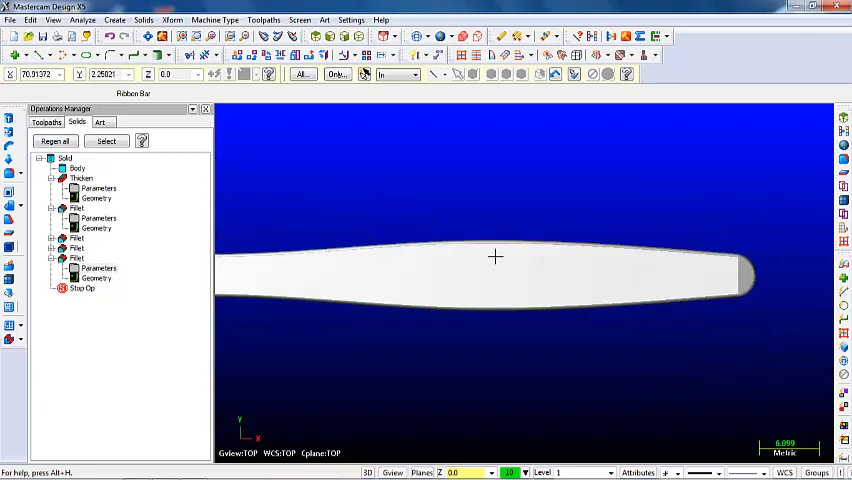 Mastercam Design X5
File Edit View Analyze Create Solids Xform Machine Type Toolpaths Screen Art Settings Help
X 70.91372 Y 2.25021 Z 0.0 All... Only... In
Ribbon Bar
Operations Manager
Toolpaths Solids Art
Regen all Select
Solid
Body
Thicken
Parameters
Geometry
Fillet
Parameters
Geometry
Fillet
Fillet
Fillet
Parameters
Geometry
Stop Op
Y
X
6.099
Metric
Gview:TOP WCS:TOP Cplane:TOP
For help, press Alt+H. 3D Gview Planes Z 0.0 10 Level 1 Attributes WCS Groups